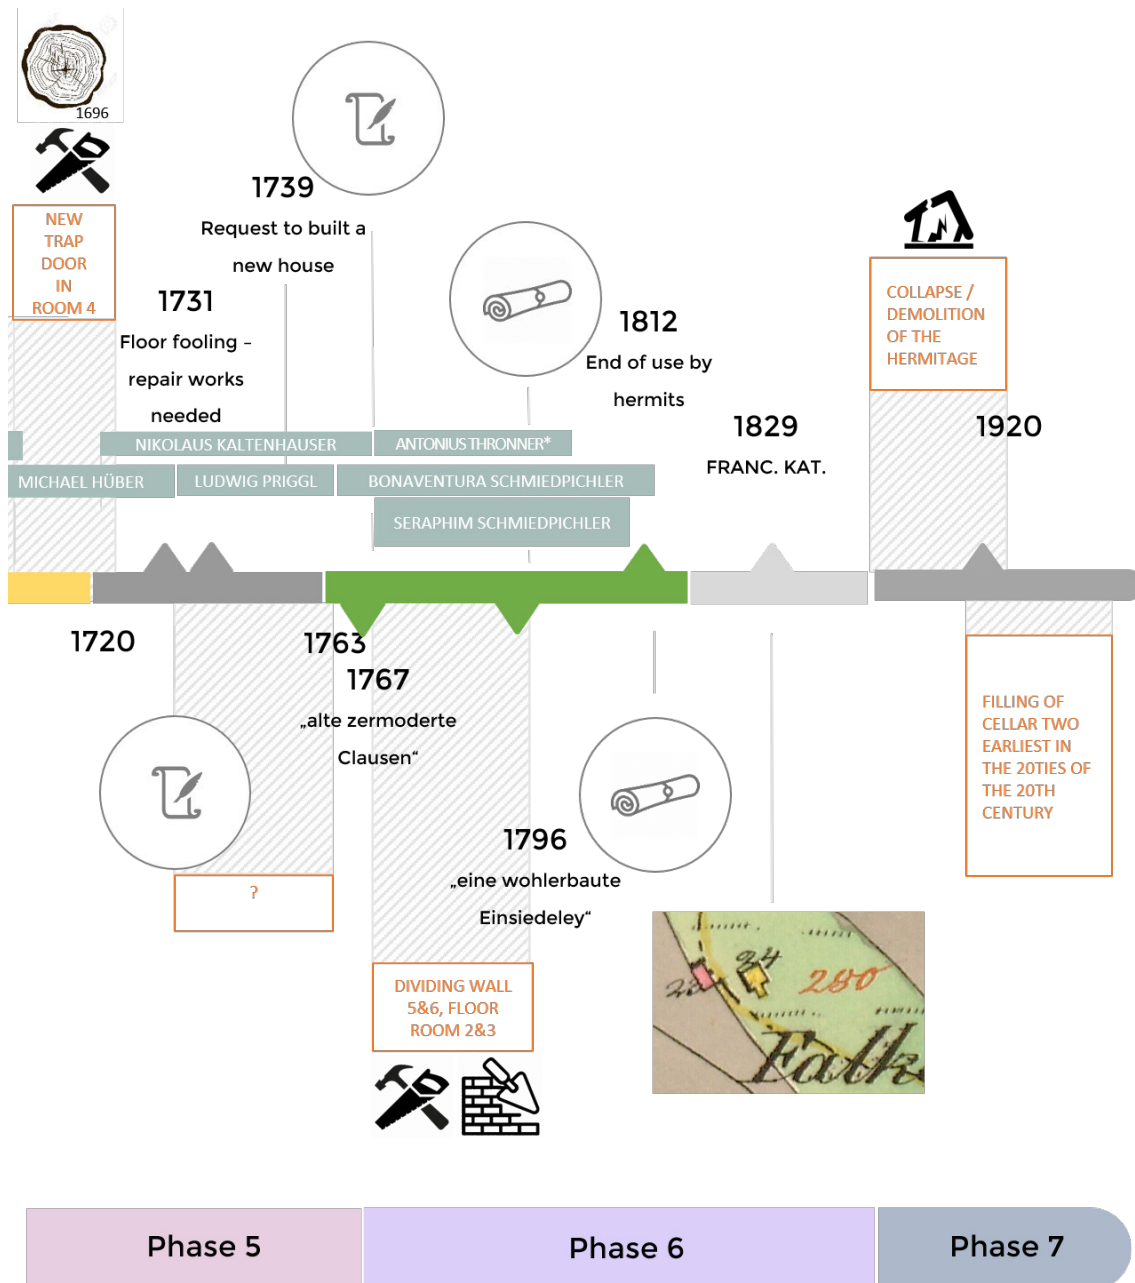 1696
NEW
TRAP
DOOR
IN
ROOM 4
1739
Request to built a
new house
1731
Floor fooling –
repair works
needed
1812
End of use by
hermits
1829
FRANC. KAT.
COLLAPSE /
DEMOLITION
OF THE
HERMITAGE
1920
NIKOLAUS KALTENHAUSER
ANTONIUS THRONNER*
MICHAEL HÜBER
LUDWIG PRIGGL
BONAVENTURA SCHMIEDPICHLER
SERAPHIM SCHMIEDPICHLER
1720
1763
1767
„alte zermoderte
Clausen“
1796
„eine wohlerbaute
Einsiedeley“
?
DIVIDING WALL
5&6, FLOOR
ROOM 2&3
FILLING OF
CELLAR TWO
EARLIEST IN
THE 20TIES OF
THE 20TH
CENTURY
24
23
280
Falk
Phase 5
Phase 6
Phase 7